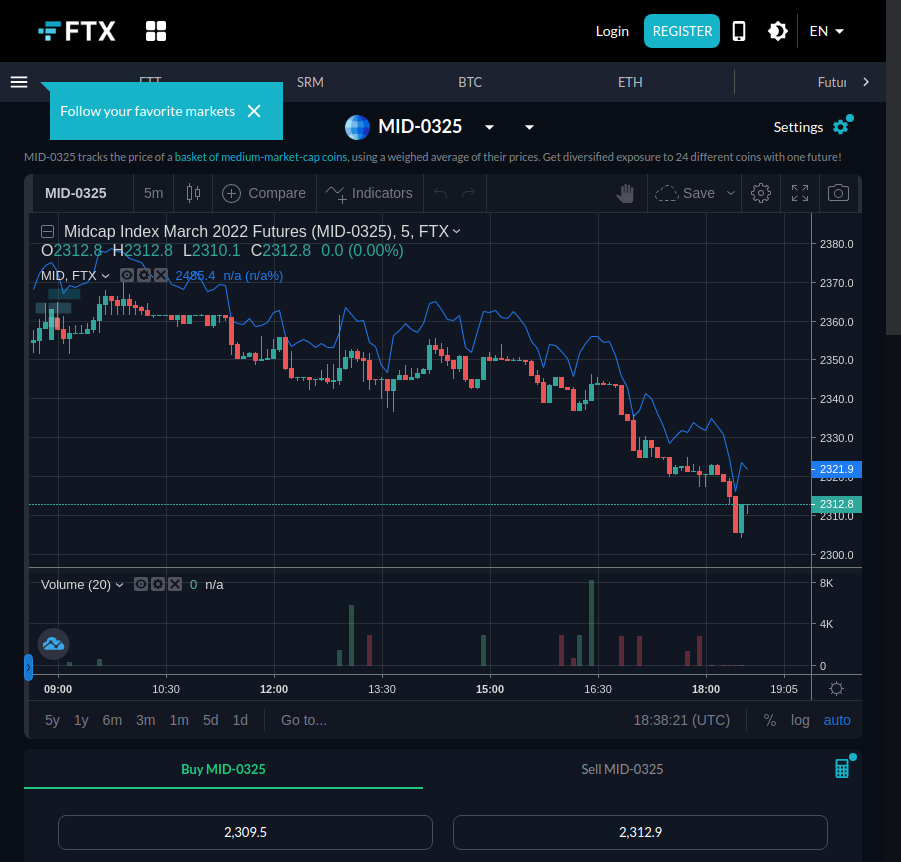 FTX
Login REGISTER EN
FTT SRM BTC ETH Futur
Follow your favorite markets
MID-0325
Settings
MID-0325 tracks the price of a basket of medium-market-cap coins, using a weighed average of their prices. Get diversified exposure to 24 different coins with one future!
MID-0325 5m Compare Indicators Save
Midcap Index March 2022 Futures (MID-0325), 5, FTX
O2312.8 H2312.8 L2310.1 C2312.8 0.0 (0.00%)
MID, FTX 2485.4 n/a (n/a%)
2380.0
2370.0
2360.0
2350.0
2340.0
2330.0
2321.9
2320.0
2312.8
2310.0
2300.0
Volume (20) 0 n/a
8K
4K
0
09:00 10:30 12:00 13:30 15:00 16:30 18:00 19:05
5y 1y 6m 3m 1m 5d 1d Go to... 18:38:21 (UTC) % log auto
Buy MID-0325 Sell MID-0325
2,309.5 2,312.9